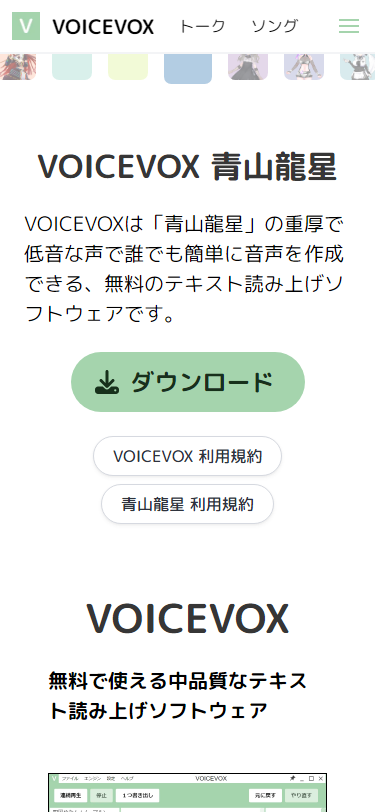 V VOICEVOX トーク ソング
VOICEVOX 青山龍星
VOICEVOXは「青山龍星」の重厚で
低音な声で誰でも簡単に音声を作成
できる、無料のテキスト読み上げソ
フトウェアです。
ダウンロード
VOICEVOX 利用規約
青山龍星 利用規約
VOICEVOX
無料で使える中品質なテキス
ト読み上げソフトウェア
V ファイル エンジン 設定 ヘルプ VOICEVOX
連続再生 停止 1つ書き出し 元に戻す やり直す